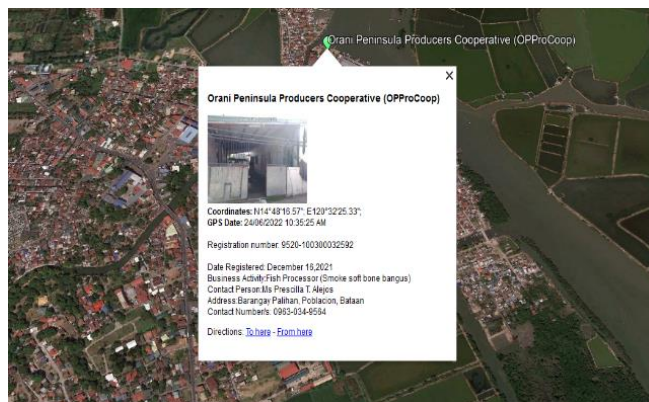 Orani Peninsula Producers Cooperative (OPProCoop)
X
Orani Peninsula Producers Cooperative (OPProCoop)
Coordinates: N14°48'16.57"; E120°32'25.33";
GPS Date: 24/06/2022 10:35:25 AM
Registration number: 9520-100300032592
Date Registered: December 16,2021
Business Activity:Fish Processor (Smoke soft bone bangus)
Contact Person:Ms Prescilla T. Alejos
Address:Barangay Palihan, Poblacion, Bataan
Contact Number/s: 0963-034-9564
Directions: To here - From here